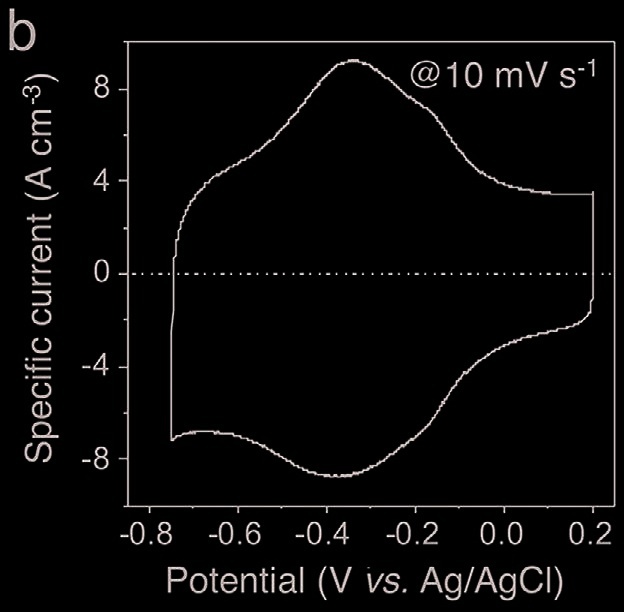 b
@10 mV s⁻¹
Specific current (A cm⁻³)
8
4
0
-4
-8
-0.8 -0.6 -0.4 -0.2 0.0 0.2
Potential (V vs. Ag/AgCl)